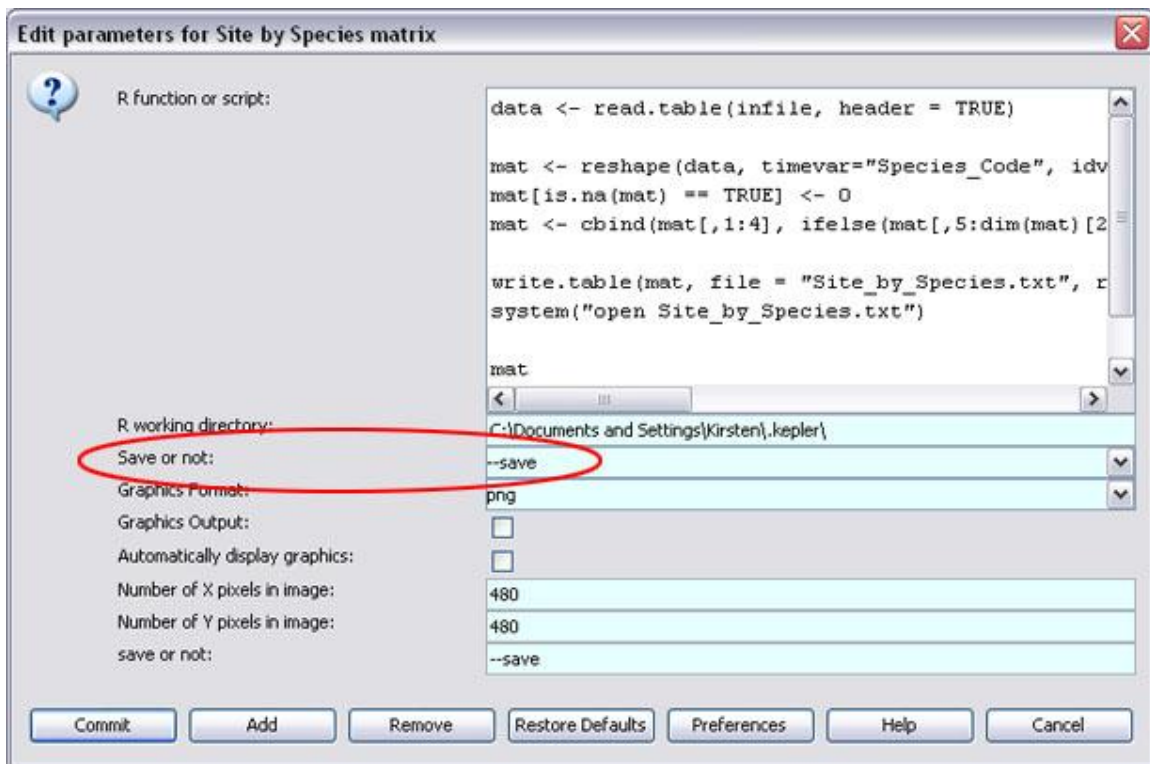 Edit parameters for Site by Species matrix
R function or script:
data <- read.table(infile, header = TRUE)
mat <- reshape(data, timevar="Species_Code", idv
mat[is.na(mat) == TRUE] <- 0
mat <- cbind(mat[,1:4], ifelse(mat[,5:dim(mat)[2
write.table(mat, file = "Site_by_Species.txt", r
system("open Site_by_Species.txt")
mat
R working directory: C:\Documents and Settings\Kirsten\.kepler\
Save or not: --save
Graphics Format: png
Graphics Output:
Automatically display graphics:
Number of X pixels in image: 480
Number of Y pixels in image: 480
save or not: --save
Commit Add Remove Restore Defaults Preferences Help Cancel